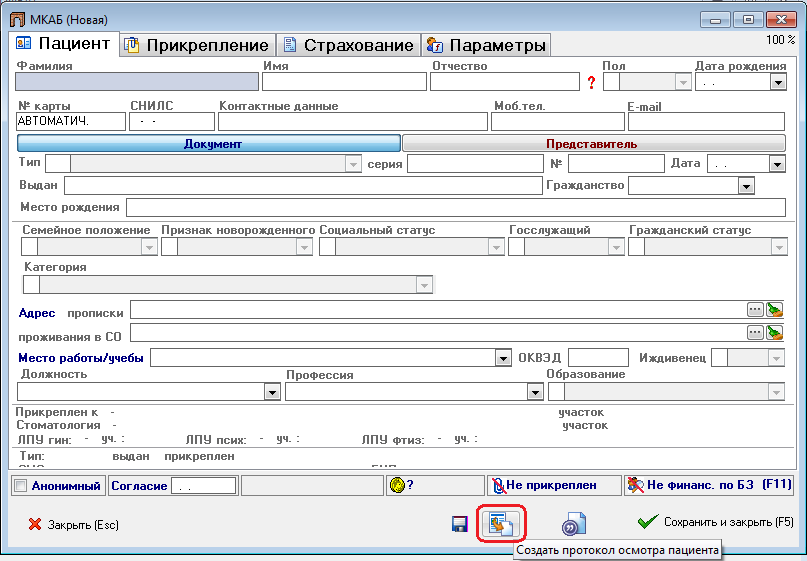 МКАБ (Новая)
Пациент Прикрепление Страхование Параметры 100 %
Фамилия Имя Отчество Пол Дата рождения
? . .
№ карты СНИЛС Контактные данные Моб.тел. E-mail
АВТОМАТИЧ. - -
Документ Представитель
Тип серия № Дата . .
Выдан Гражданство
Место рождения
Семейное положение Признак новорожденного Социальный статус Госслужащий Гражданский статус
Категория
Адрес прописки ...
проживания в СО ...
Место работы/учебы ОКВЭД Иждивенец
Должность Профессия Образование
Прикреплен к - участок
Стоматология - участок
ЛПУ гин: - уч. : ЛПУ псих: - уч. : ЛПУ фтиз: - уч. :
Тип: выдан прикреплен
Анонимный Согласие . . ? Не прикреплен Не финанс. по БЗ (F11)
Закрыть (Esc) Сохранить и закрыть (F5)
Создать протокол осмотра пациента